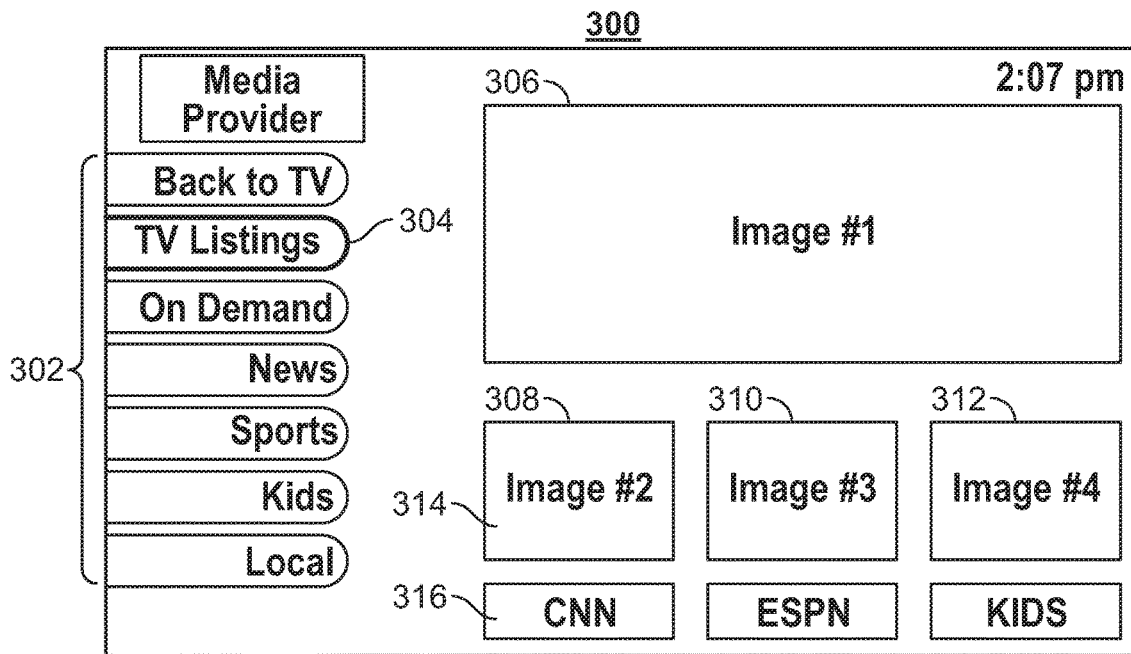 300
Media
Provider
2:07 pm
306
Image #1
Back to TV
TV Listings
304
On Demand
News
Sports
Kids
Local
302
308
310
312
Image #2
Image #3
Image #4
314
316
CNN
ESPN
KIDS